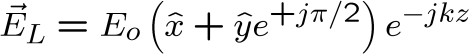 $\vec{E}_L = E_o \left( \hat{x} + \hat{y} e^{+j\pi/2} \right) e^{-jkz}$